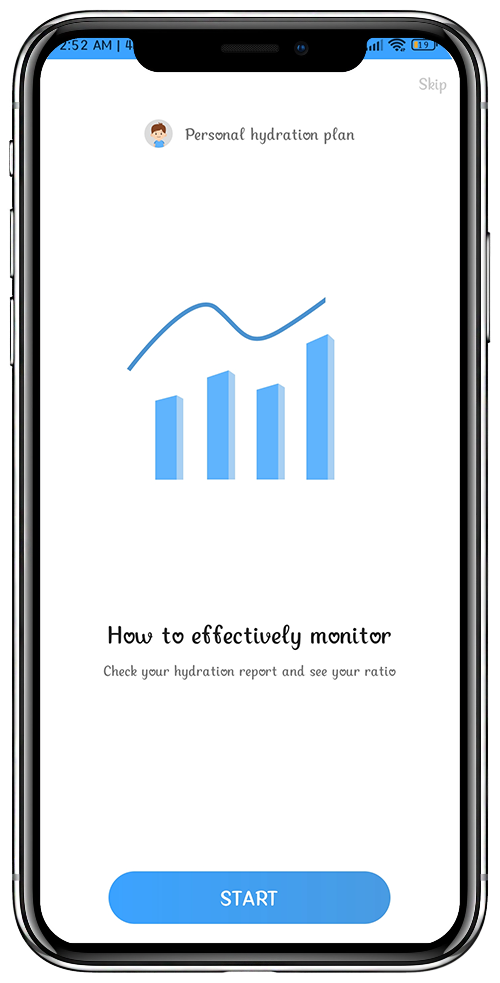 2:52 AM | 4
19
Skip
Personal hydration plan
How to effectively monitor
Check your hydration report and see your ratio
START